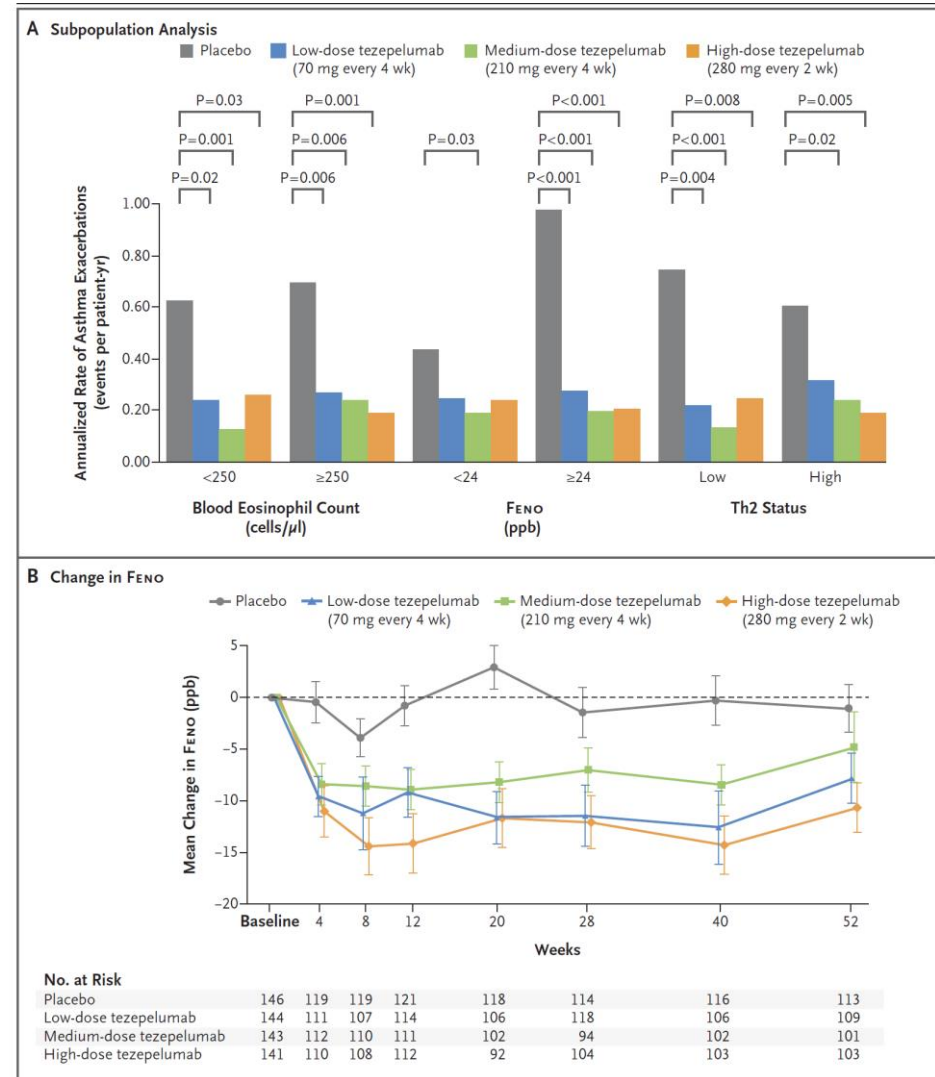 A Subpopulation Analysis
Placebo Low-dose tezepelumab Medium-dose tezepelumab High-dose tezepelumab
(70 mg every 4 wk) (210 mg every 4 wk) (280 mg every 2 wk)
P=0.03 P=0.001 P<0.001 P=0.008 P=0.005
P=0.001 P=0.006 P=0.03 P<0.001 P<0.001 P=0.02
P=0.02 P=0.006 P<0.001 P=0.004
Annualized Rate of Asthma Exacerbations
(events per patient-yr)
1.00
0.80
0.60
0.40
0.20
0.00
<250 ≥250 <24 ≥24 Low High
Blood Eosinophil Count FENO Th2 Status
(cells/μl) (ppb)
B Change in FENO
Placebo Low-dose tezepelumab Medium-dose tezepelumab High-dose tezepelumab
(70 mg every 4 wk) (210 mg every 4 wk) (280 mg every 2 wk)
Mean Change in FENO (ppb)
5
0
−5
−10
−15
−20
Baseline 4 8 12 20 28 40 52
Weeks
No. at Risk
Placebo 146 119 119 121 118 114 116 113
Low-dose tezepelumab 144 111 107 114 106 118 106 109
Medium-dose tezepelumab 143 112 110 111 102 94 102 101
High-dose tezepelumab 141 110 108 112 92 104 103 103